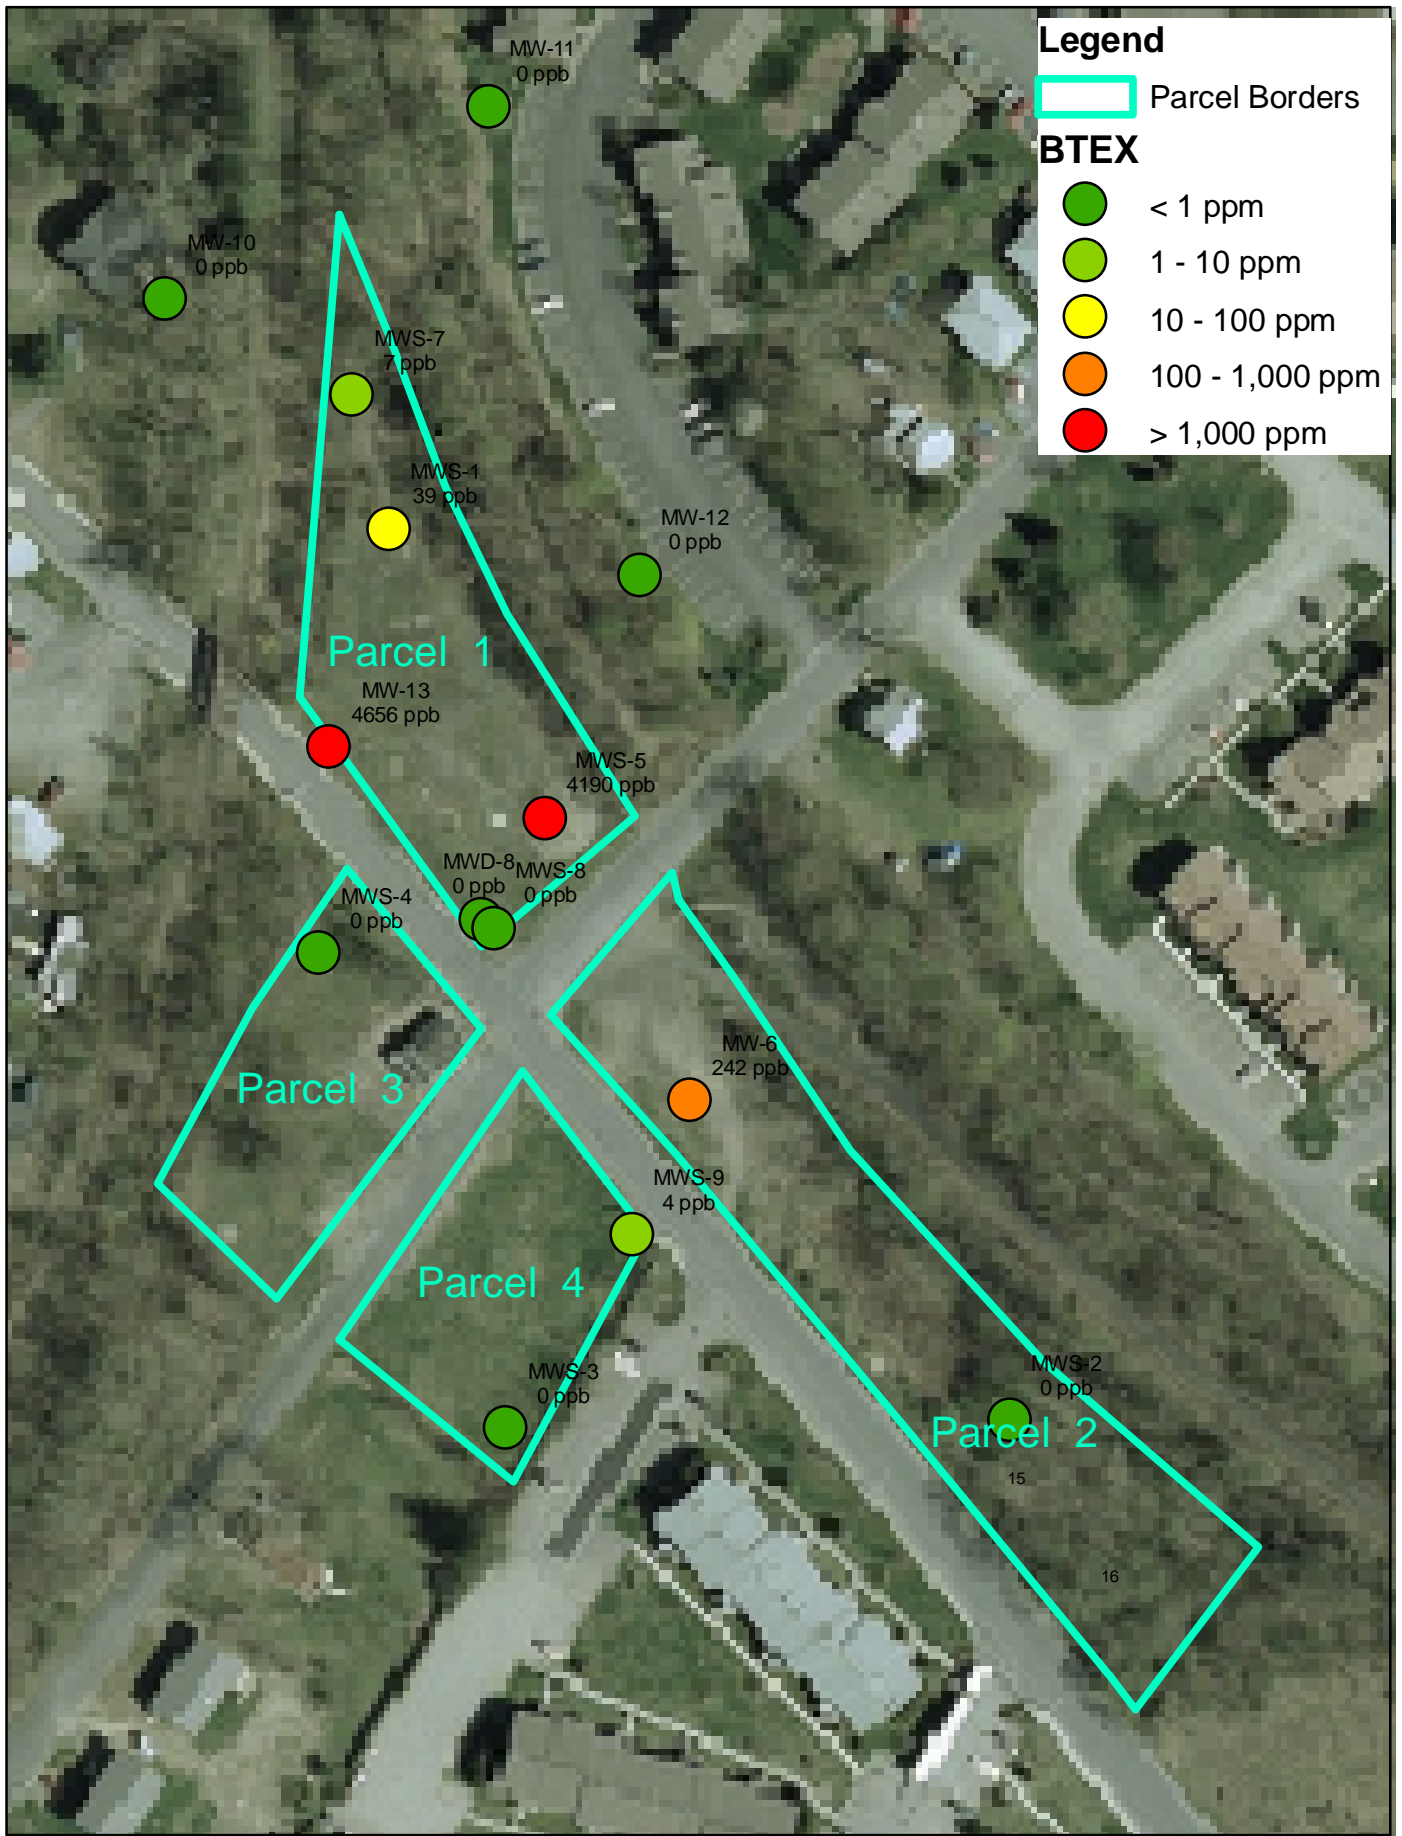 Legend
Parcel Borders
BTEX
< 1 ppm
1 - 10 ppm
10 - 100 ppm
100 - 1,000 ppm
> 1,000 ppm
MW-11
0 ppb
MW-10
0 ppb
MWS-7
7 ppb
MWS-1
39 ppb
MW-12
0 ppb
Parcel 1
MW-13
4656 ppb
MWS-5
4190 ppb
MWD-8
0 ppb
MWS-8
0 ppb
MWS-4
0 ppb
MW-6
242 ppb
Parcel 3
MWS-9
4 ppb
Parcel 4
MWS-3
0 ppb
MWS-2
0 ppb
Parcel 2
15
16